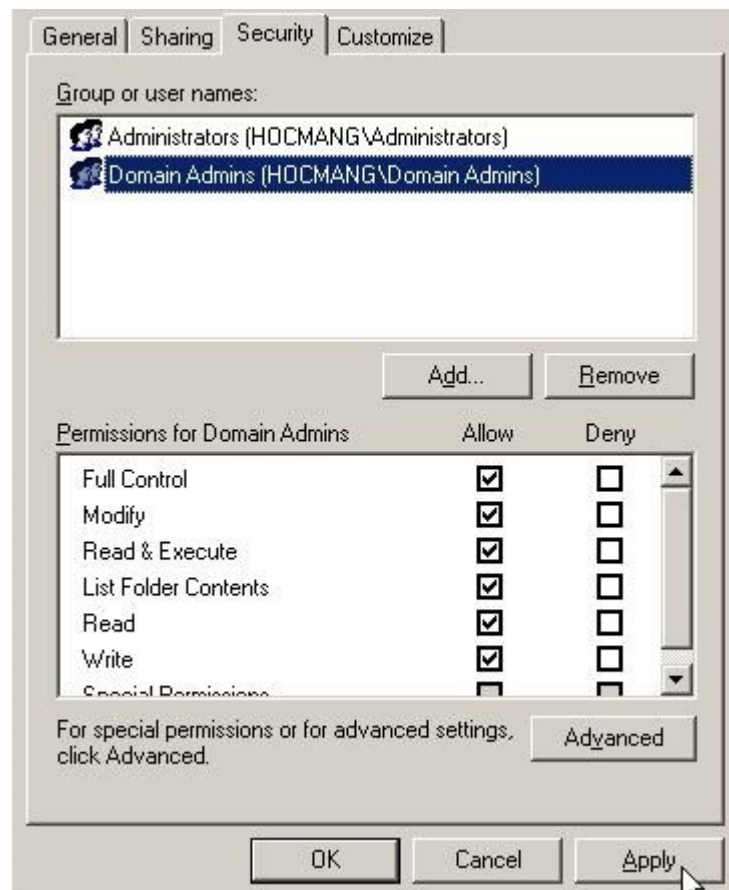 General Sharing Security Customize
Group or user names:
Administrators (HOCMANG\Administrators)
Domain Admins (HOCMANG\Domain Admins)
Add... Remove
Permissions for Domain Admins Allow Deny
Full Control
Modify
Read & Execute
List Folder Contents
Read
Write
Special Permissions
For special permissions or for advanced settings, Advanced
click Advanced.
OK Cancel Apply